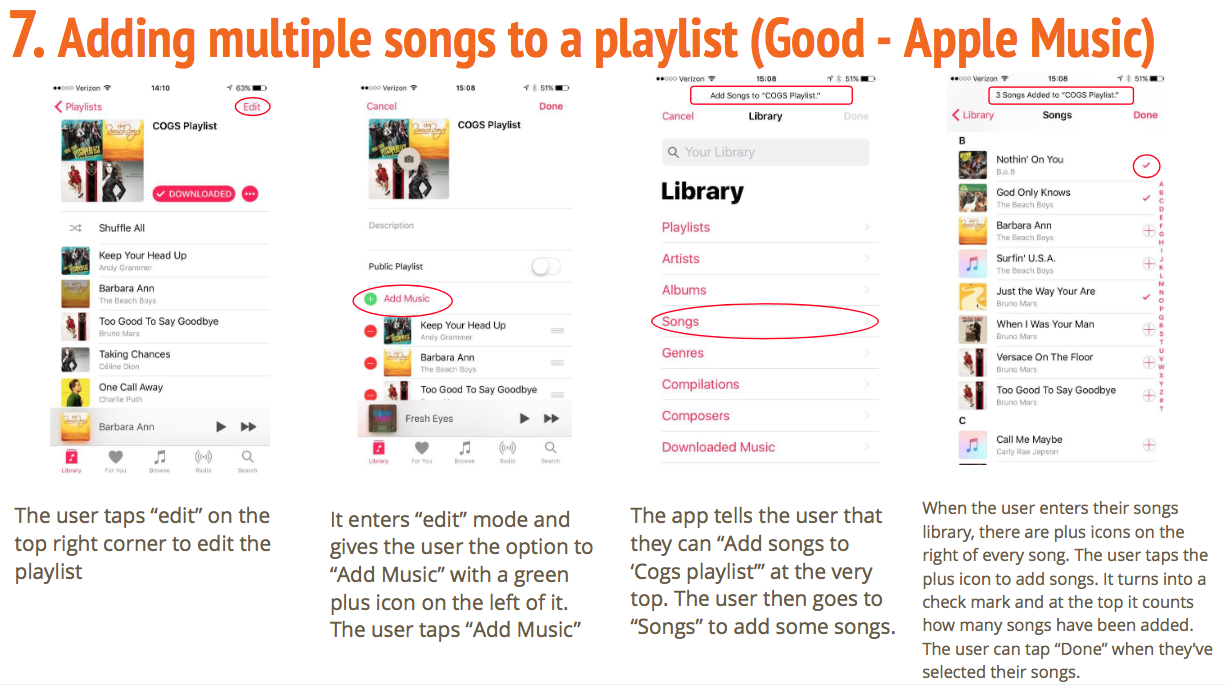 7. Adding multiple songs to a playlist (Good - Apple Music)
●●○○○ Verizon 14:10 63%
Playlists Edit
COGS Playlist
DOWNLOADED
Shuffle All
Keep Your Head Up
Andy Grammer
Barbara Ann
The Beach Boys
Too Good To Say Goodbye
Bruno Mars
Taking Chances
Céline Dion
One Call Away
Charlie Puth
Barbara Ann
Library For You Browse Radio Search
The user taps “edit” on the
top right corner to edit the
playlist
●●○○○ Verizon 15:08 51%
Cancel Done
COGS Playlist
Description
Public Playlist
Add Music
Keep Your Head Up
Andy Grammer
Barbara Ann
The Beach Boys
Too Good To Say Goodbye
Fresh Eyes
Library For You Browse Radio Search
It enters “edit” mode and
gives the user the option to
“Add Music” with a green
plus icon on the left of it.
The user taps “Add Music”
●●○○○ Verizon 15:08 51%
Add Songs to “COGS Playlist.”
Cancel Library Done
Your Library
Library
Playlists
Artists
Albums
Songs
Genres
Compilations
Composers
Downloaded Music
The app tells the user that
they can “Add songs to
‘Cogs playlist’” at the very
top. The user then goes to
“Songs” to add some songs.
●●○○○ Verizon 15:08 51%
3 Songs Added to “COGS Playlist.”
Library Songs Done
B
Nothin' On You
B.o.B
God Only Knows
The Beach Boys
Barbara Ann
The Beach Boys
Surfin' U.S.A.
The Beach Boys
Just the Way Your Are
Bruno Mars
When I Was Your Man
Bruno Mars
Versace On The Floor
Bruno Mars
Too Good To Say Goodbye
Bruno Mars
C
Call Me Maybe
Carly Rae Jepson
A
B
C
D
E
F
G
H
I
J
K
L
M
N
O
P
Q
R
S
T
U
V
W
X
Y
Z
#
?
When the user enters their songs
library, there are plus icons on the
right of every song. The user taps the
plus icon to add songs. It turns into a
check mark and at the top it counts
how many songs have been added.
The user can tap “Done” when they’ve
selected their songs.